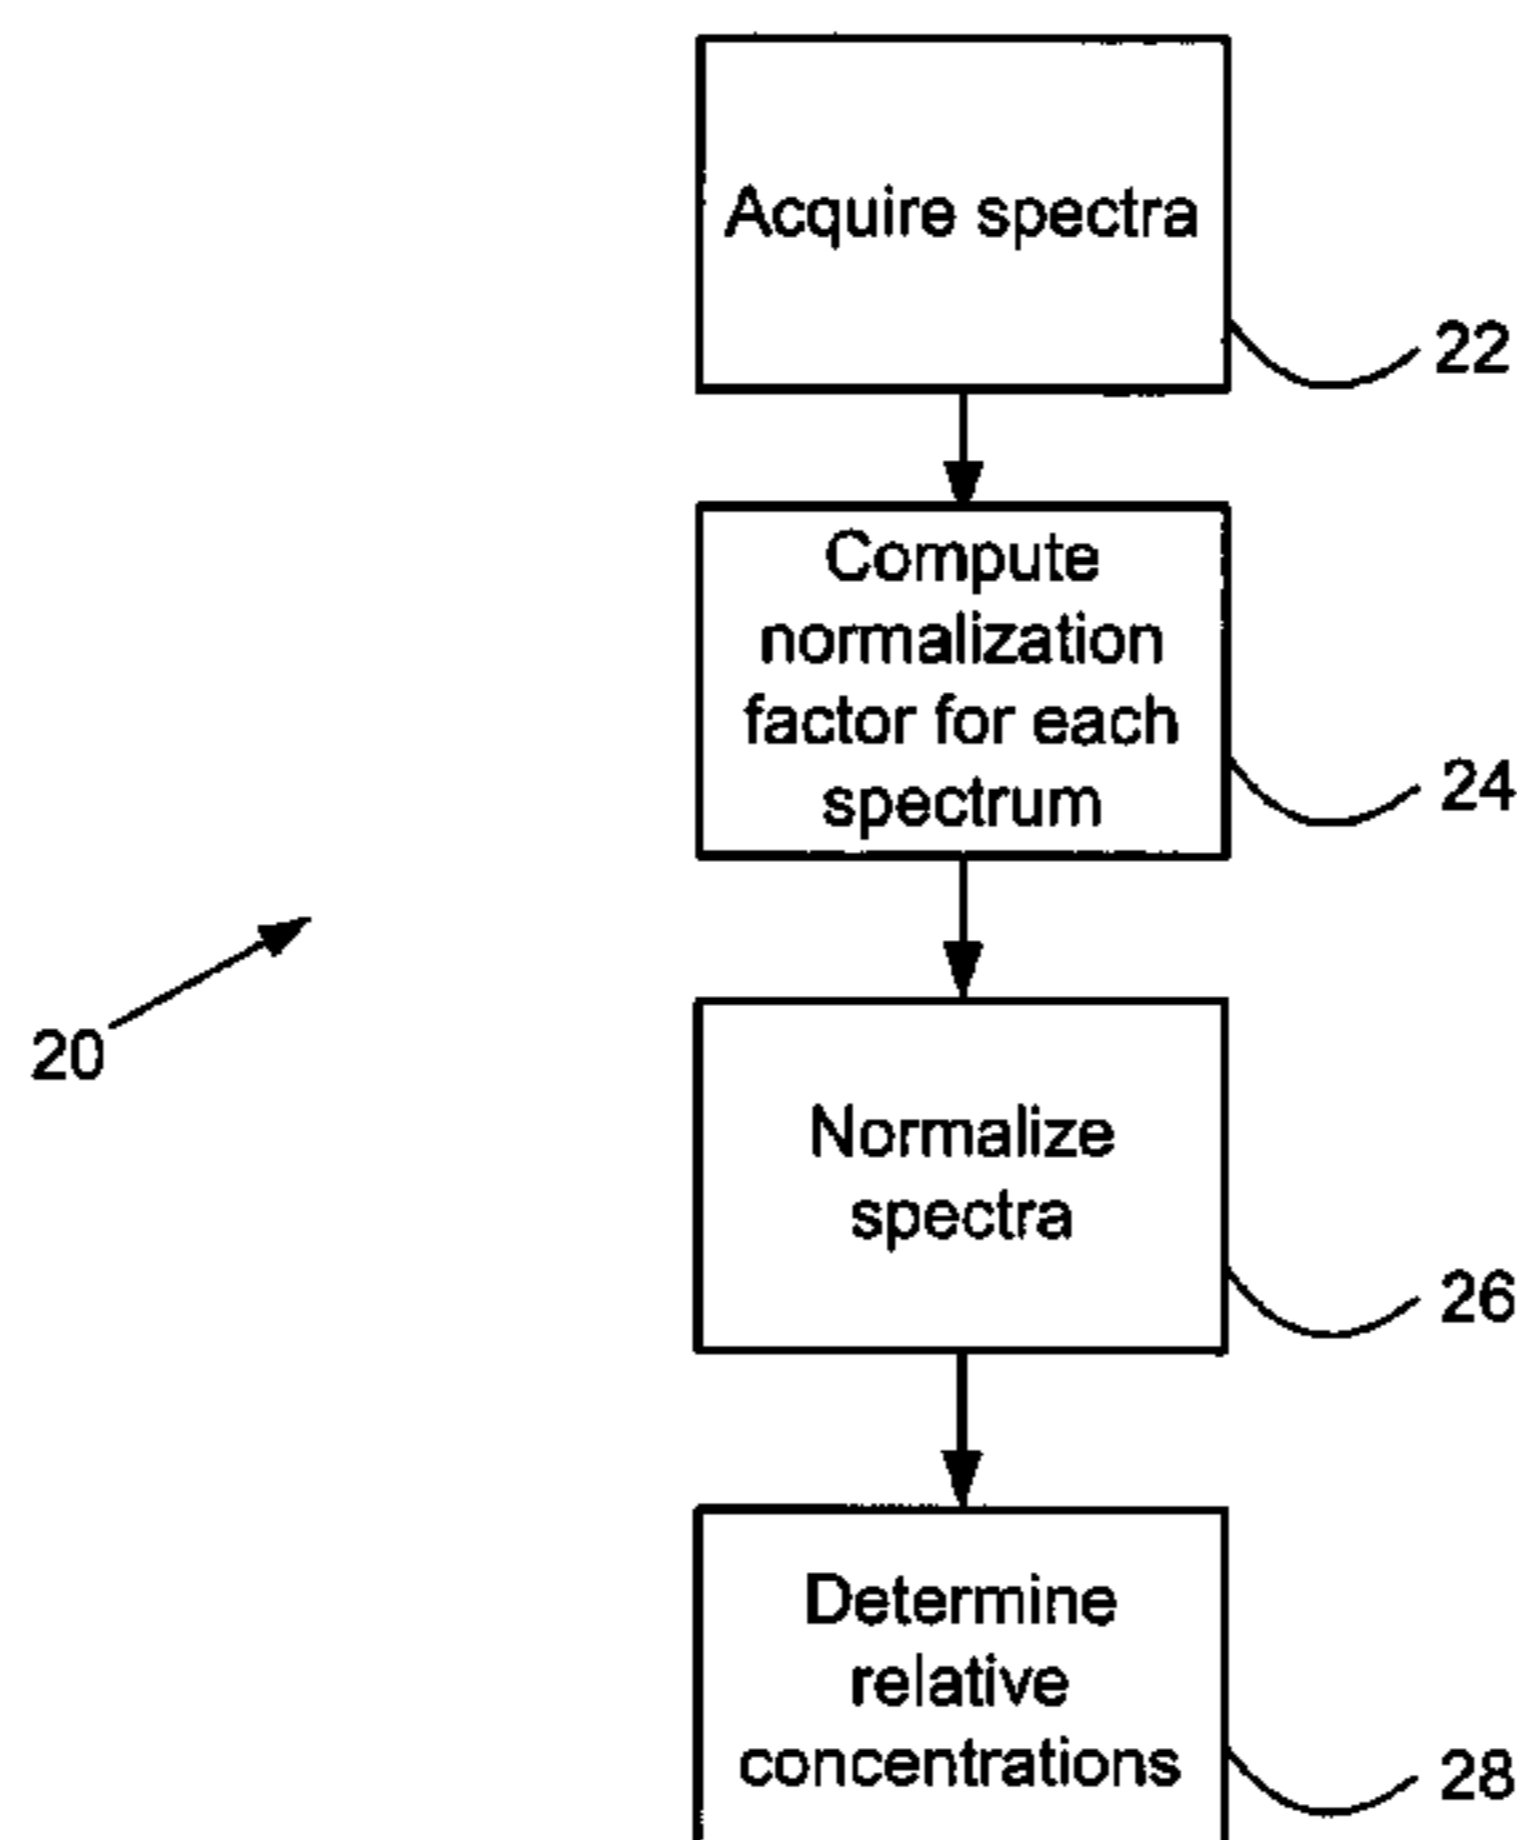 Acquire spectra
22
Compute
normalization
factor for each
spectrum
24
20
Normalize
spectra
26
Determine
relative
concentrations
28